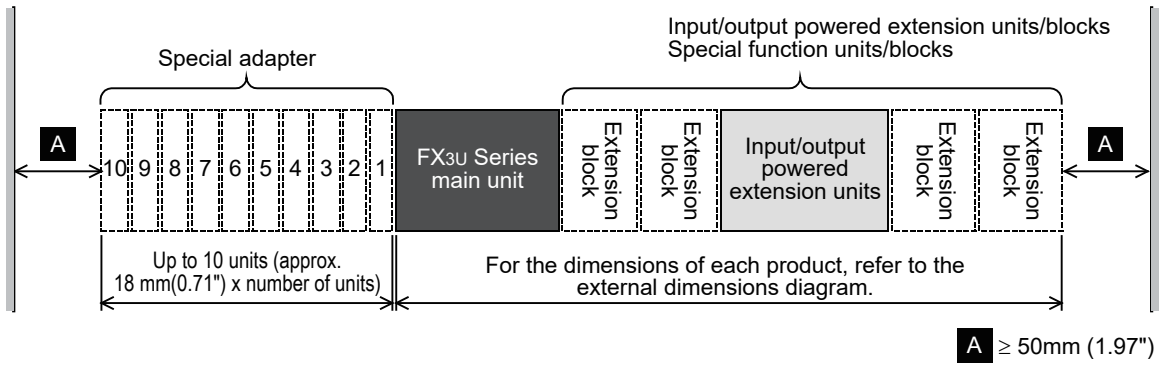 Input/output powered extension units/blocks
Special function units/blocks
Special adapter
A
10 9 8 7 6 5 4 3 2 1
FX3U Series
main unit
Extension
block
Extension
block
Input/output
powered
extension units
Extension
block
Extension
block
A
Up to 10 units (approx.
18 mm(0.71") x number of units)
For the dimensions of each product, refer to the
external dimensions diagram.
A ≥ 50mm (1.97")